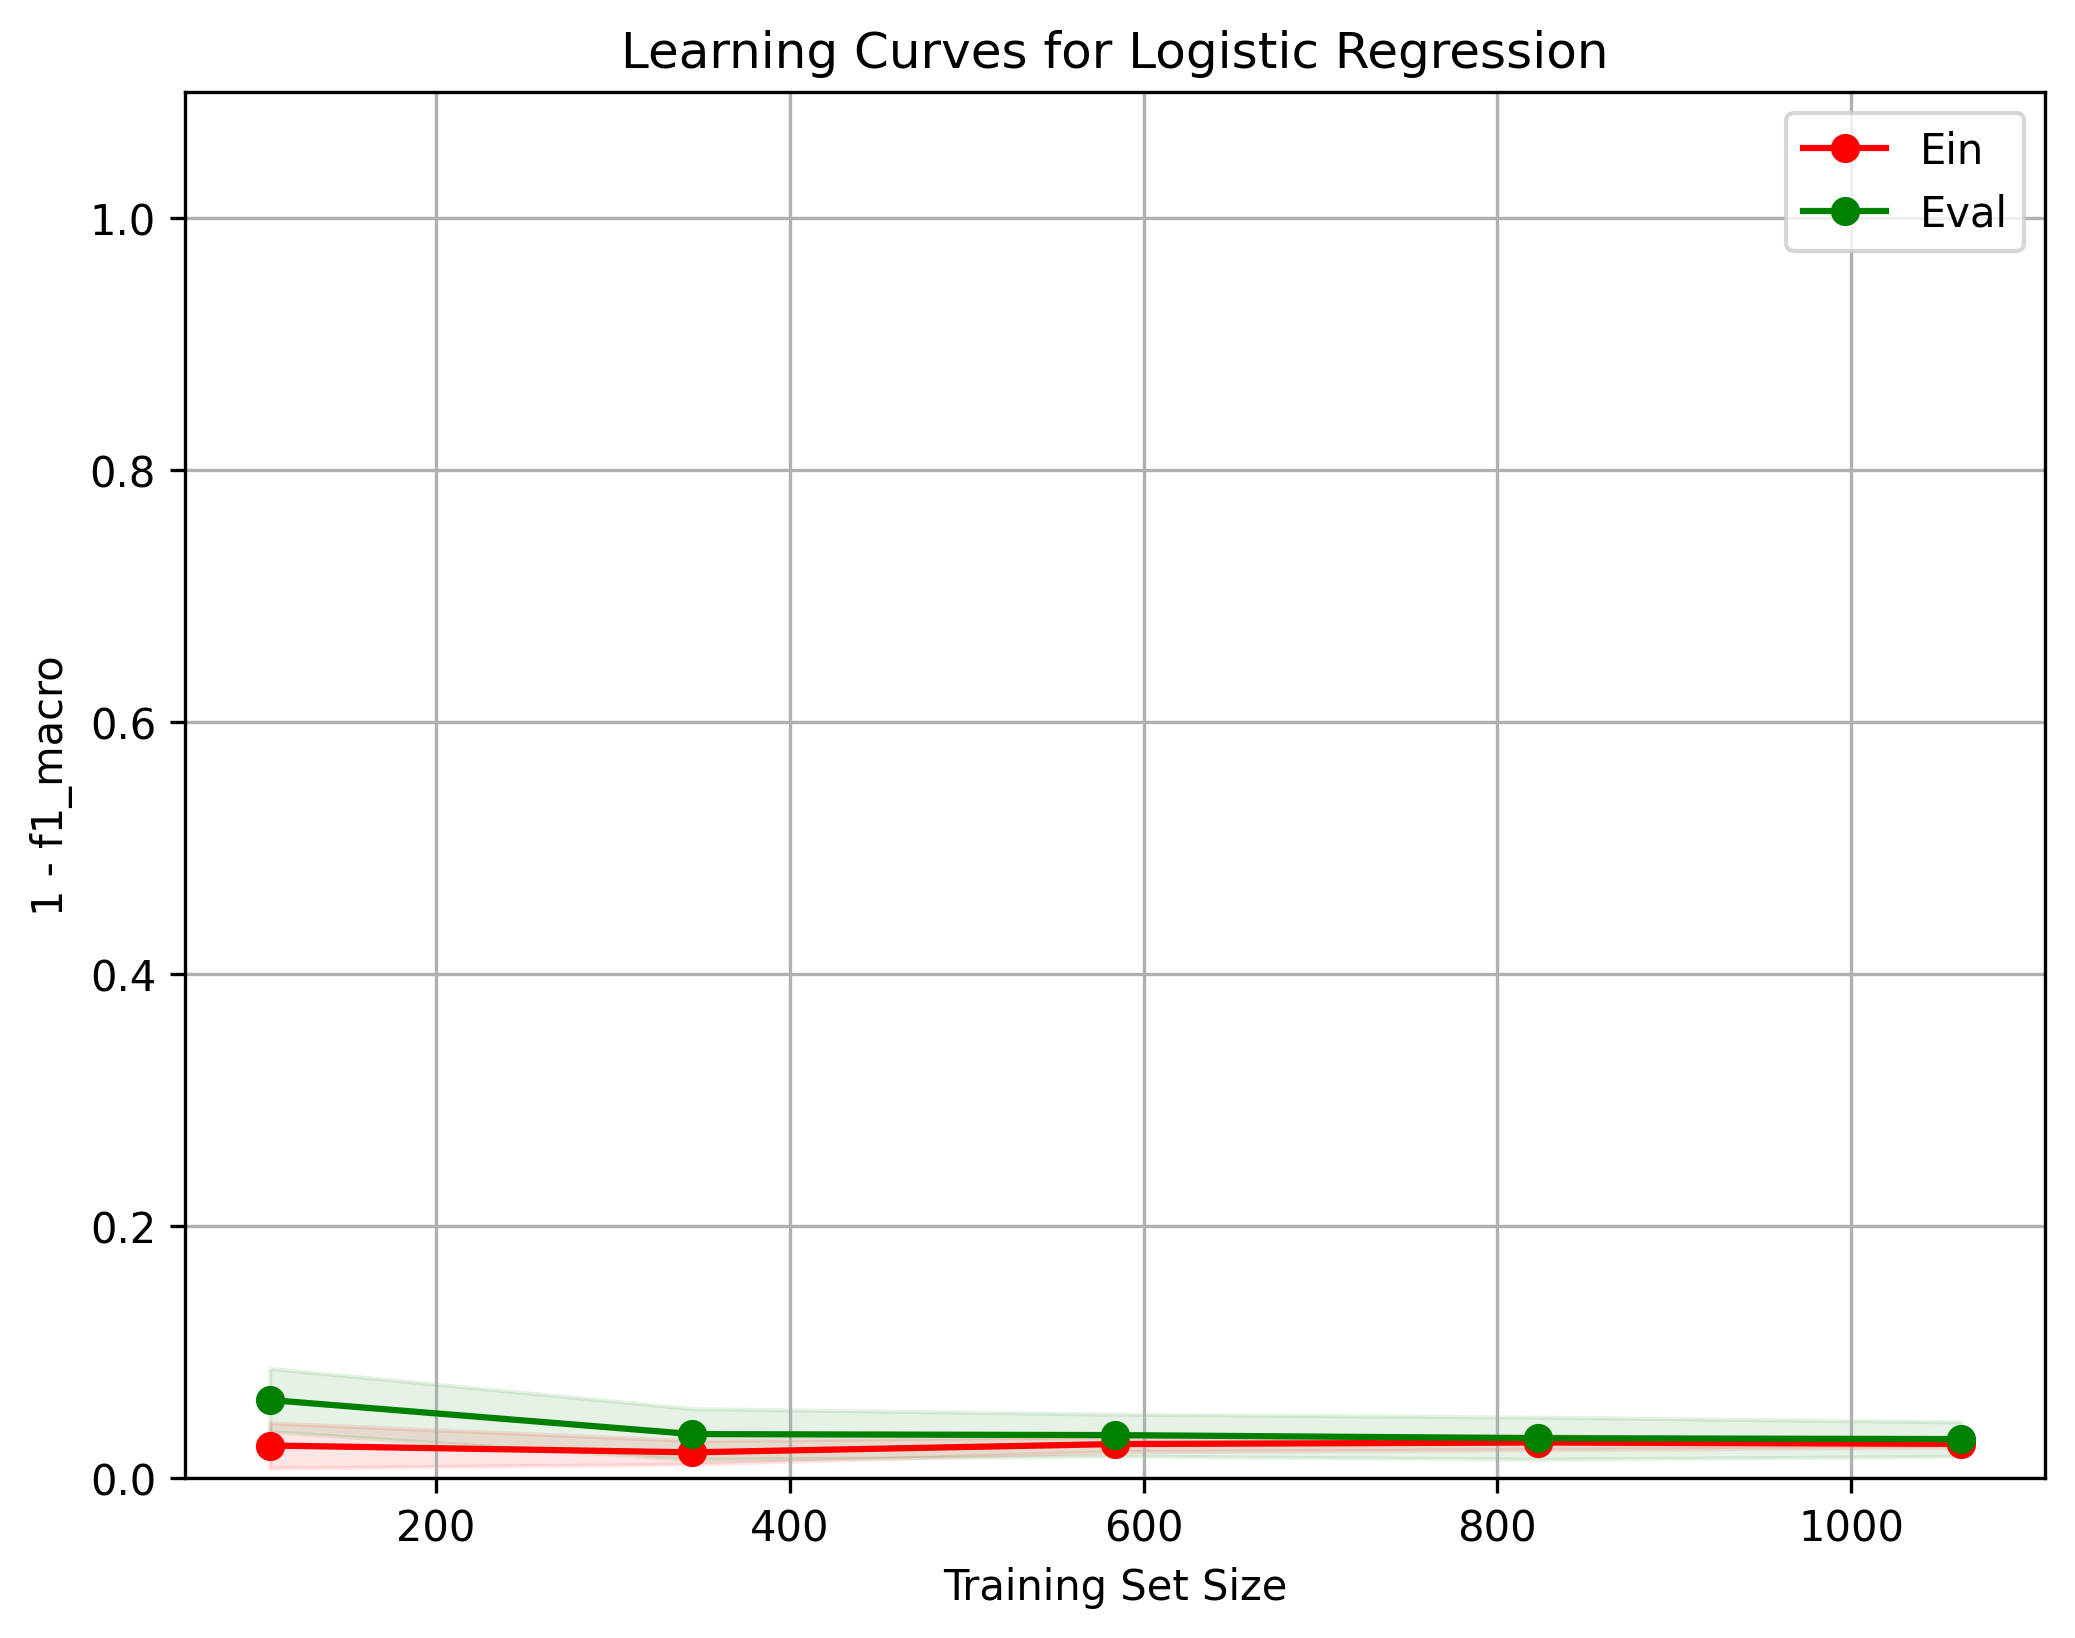 Learning Curves for Logistic Regression
Ein
Eval
1 - f1_macro
1.0
0.8
0.6
0.4
0.2
0.0
200 400 600 800 1000
Training Set Size